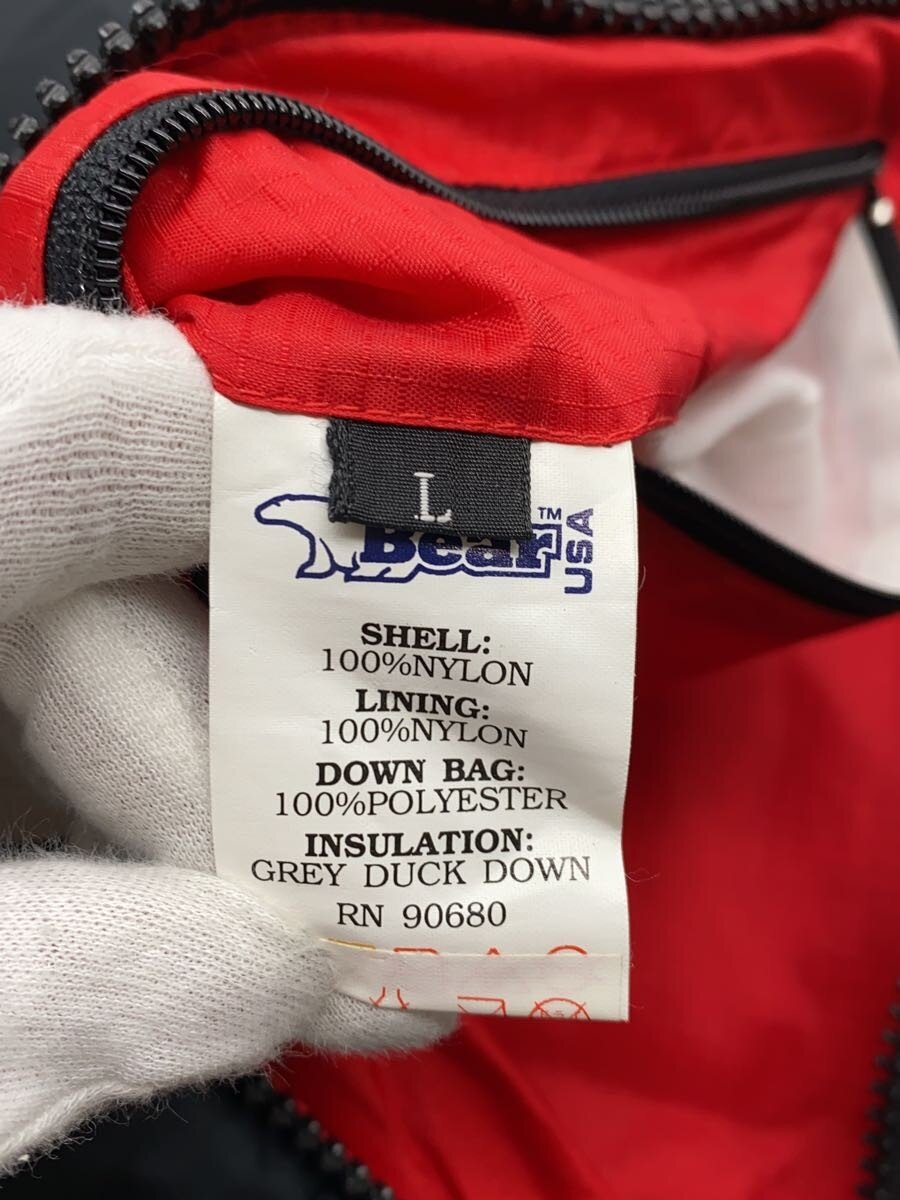 L
Bear™
USA
SHELL:
100%NYLON
LINING:
100%NYLON
DOWN BAG:
100%POLYESTER
INSULATION:
GREY DUCK DOWN
RN 90680